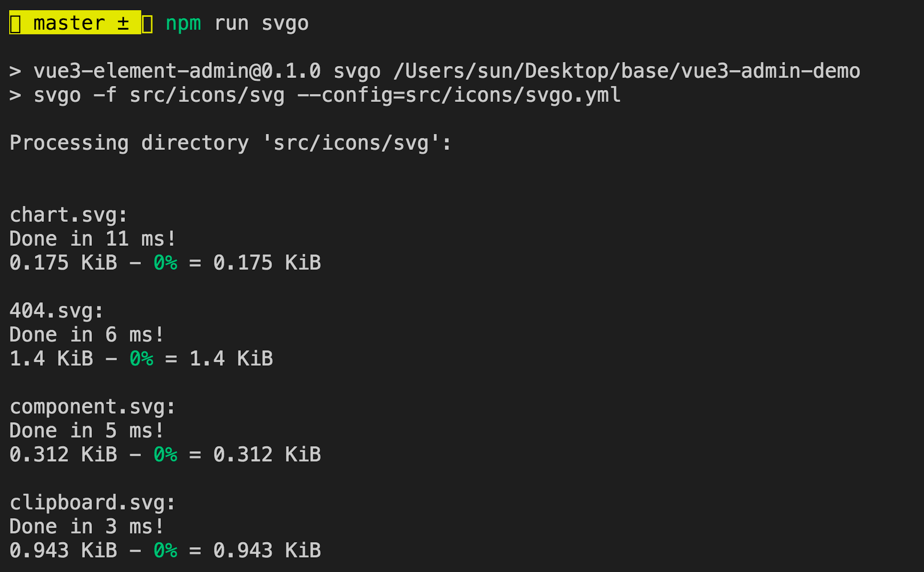 master ± npm run svgo
> vue3-element-admin@0.1.0 svgo /Users/sun/Desktop/base/vue3-admin-demo
> svgo -f src/icons/svg --config=src/icons/svgo.yml
Processing directory 'src/icons/svg':
chart.svg:
Done in 11 ms!
0.175 KiB - 0% = 0.175 KiB
404.svg:
Done in 6 ms!
1.4 KiB - 0% = 1.4 KiB
component.svg:
Done in 5 ms!
0.312 KiB - 0% = 0.312 KiB
clipboard.svg:
Done in 3 ms!
0.943 KiB - 0% = 0.943 KiB